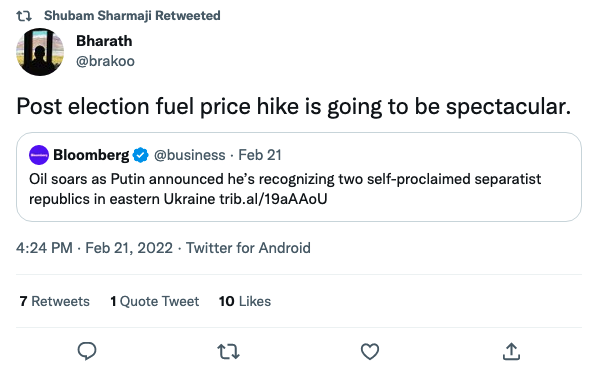 Shubam Sharmaji Retweeted
Bharath
@brakoo
Post election fuel price hike is going to be spectacular.
Bloomberg @business · Feb 21
Oil soars as Putin announced he's recognizing two self-proclaimed separatist
republics in eastern Ukraine trib.al/19aAAoU
4:24 PM · Feb 21, 2022 · Twitter for Android
7 Retweets 1 Quote Tweet 10 Likes